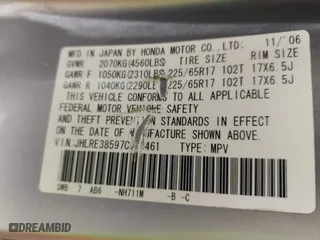 MFD. IN JAPAN BY HONDA MOTOR CO.,LTD. 11/'06
GVWR 2070KG(4560LBS) TIRE SIZE RIM SIZE
GAWR F 1050KG(2310LBS) 225/65R17 102T 17X6.5J
GAWR R 1040KG(2290LBS) 225/65R17 102T 17X6.5J
THIS VEHICLE CONFORMS TO ALL APPLICABLE
FEDERAL MOTOR VEHICLE SAFETY
AND THEFT PREVENTION STANDARDS IN EFFECT
ON THE DATE OF MANUFACTURE SHOWN ABOVE.
V.I.N.: TYPE: MPV
SWB 7 AB6 -NH711M -B -C
DREAMBID